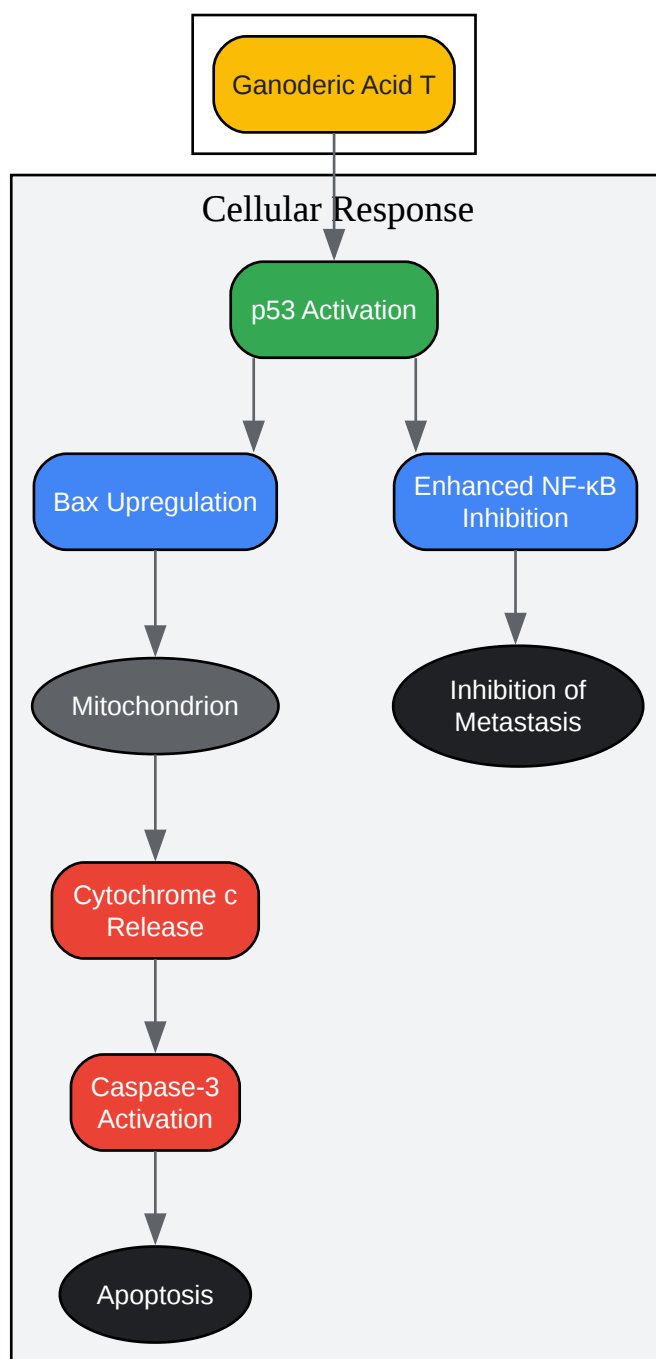 Ganoderic Acid T
Cellular Response
p53 Activation
Bax Upregulation
Enhanced NF-κB
Inhibition
Mitochondrion
Inhibition of
Metastasis
Cytochrome c
Release
Caspase-3
Activation
Apoptosis